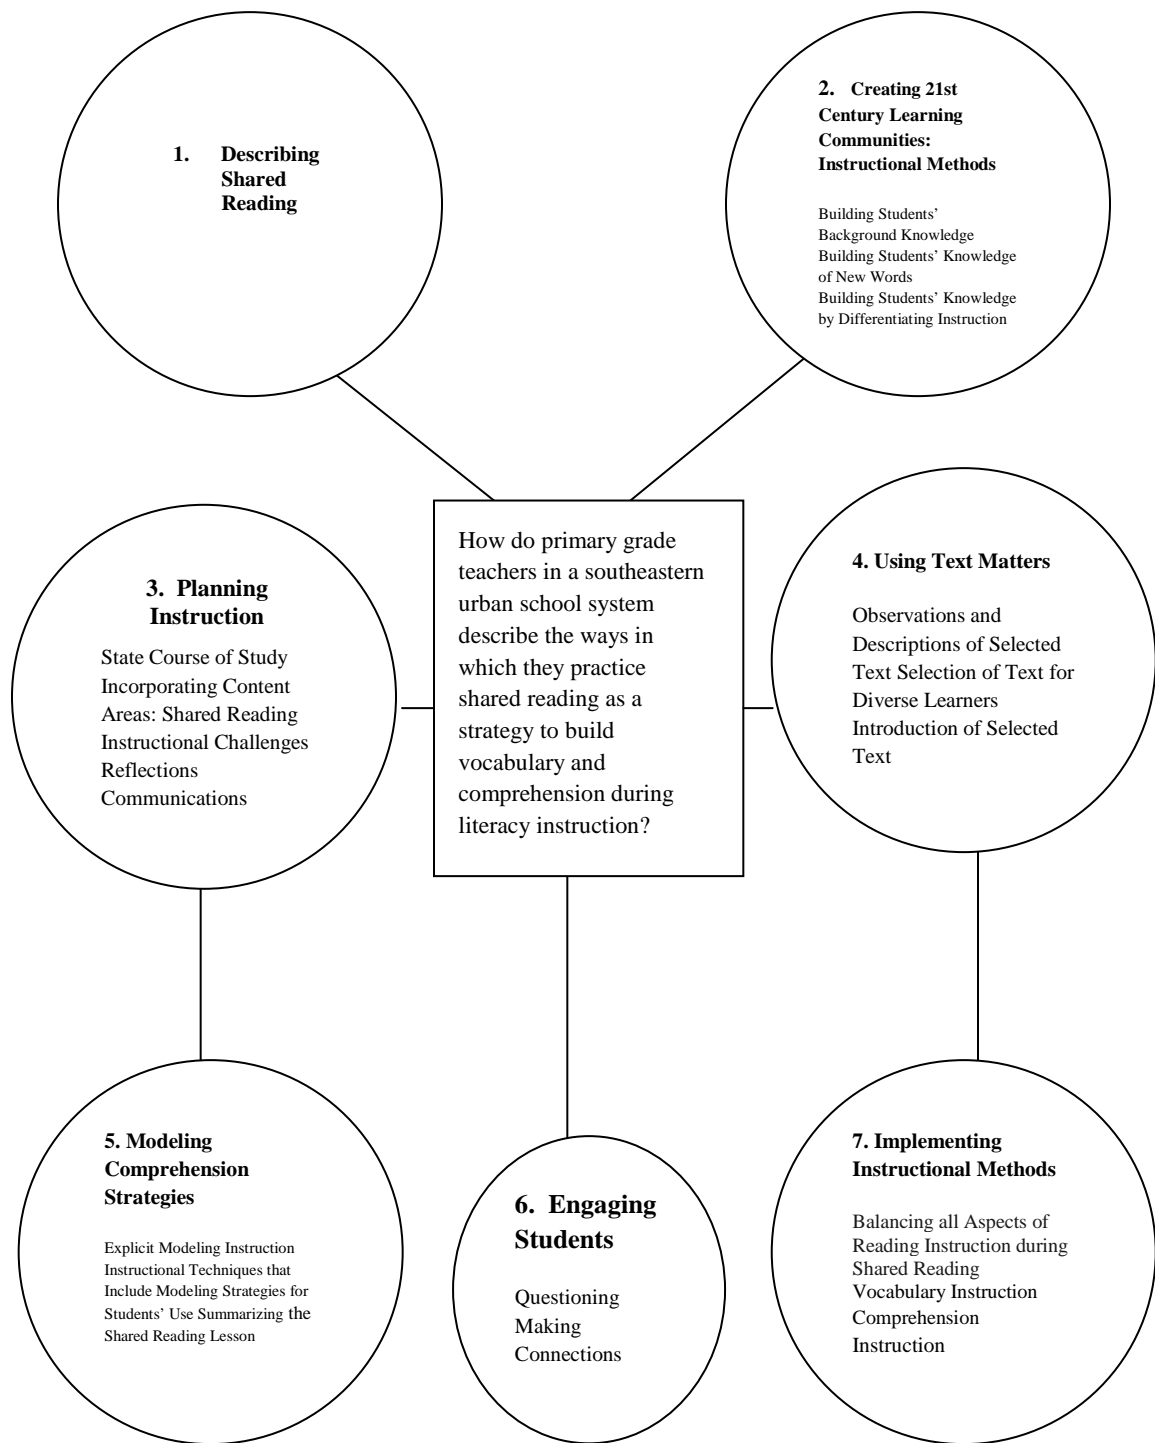 1. Describing
Shared
Reading
2. Creating 21st
Century Learning
Communities:
Instructional Methods
Building Students’
Background Knowledge
Building Students’ Knowledge
of New Words
Building Students’ Knowledge
by Differentiating Instruction
3. Planning
Instruction
State Course of Study
Incorporating Content
Areas: Shared Reading
Instructional Challenges
Reflections
Communications
How do primary grade
teachers in a southeastern
urban school system
describe the ways in
which they practice
shared reading as a
strategy to build
vocabulary and
comprehension during
literacy instruction?
4. Using Text Matters
Observations and
Descriptions of Selected
Text Selection of Text for
Diverse Learners
Introduction of Selected
Text
5. Modeling
Comprehension
Strategies
Explicit Modeling Instruction
Instructional Techniques that
Include Modeling Strategies for
Students’ Use Summarizing the
Shared Reading Lesson
6. Engaging
Students
Questioning
Making
Connections
7. Implementing
Instructional Methods
Balancing all Aspects of
Reading Instruction during
Shared Reading
Vocabulary Instruction
Comprehension
Instruction